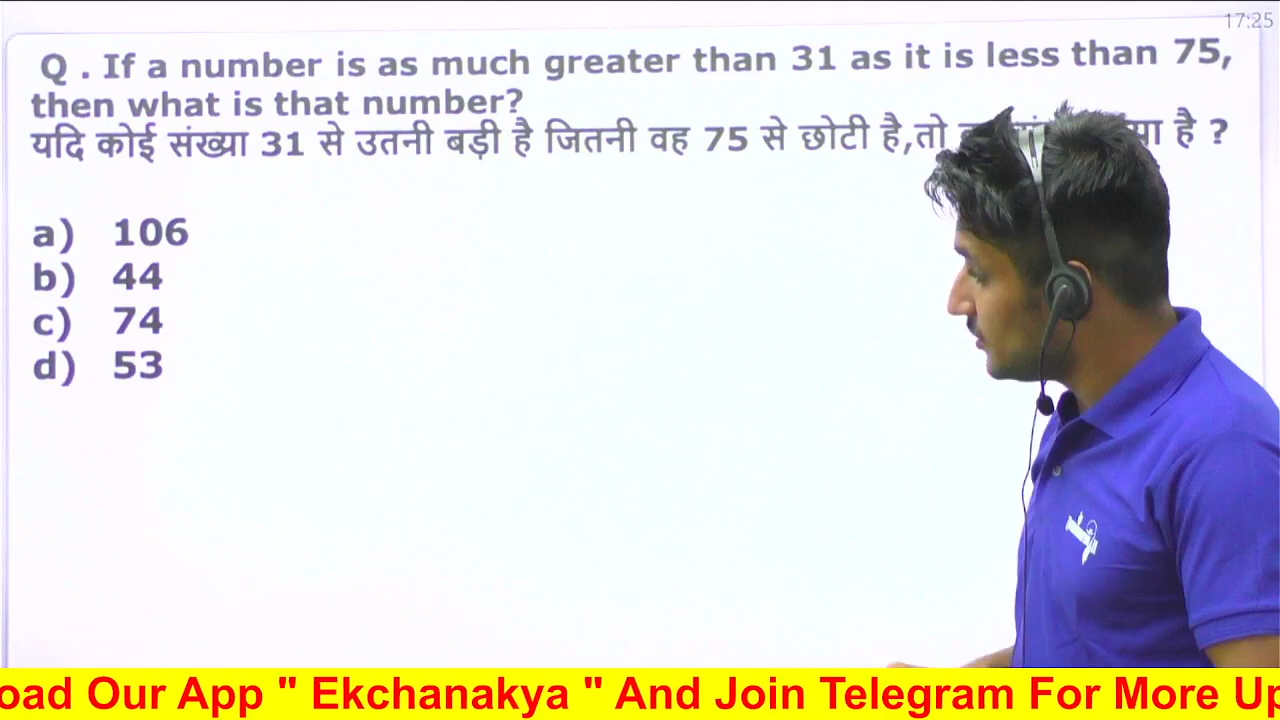 17:25
Q . If a number is as much greater than 31 as it is less than 75,
then what is that number?
यदि कोई संख्या 31 से उतनी बड़ी है जितनी वह 75 से छोटी है,तो है ?
a) 106
b) 44
c) 74
d) 53
oad Our App " Ekchanakya " And Join Telegram For More Up